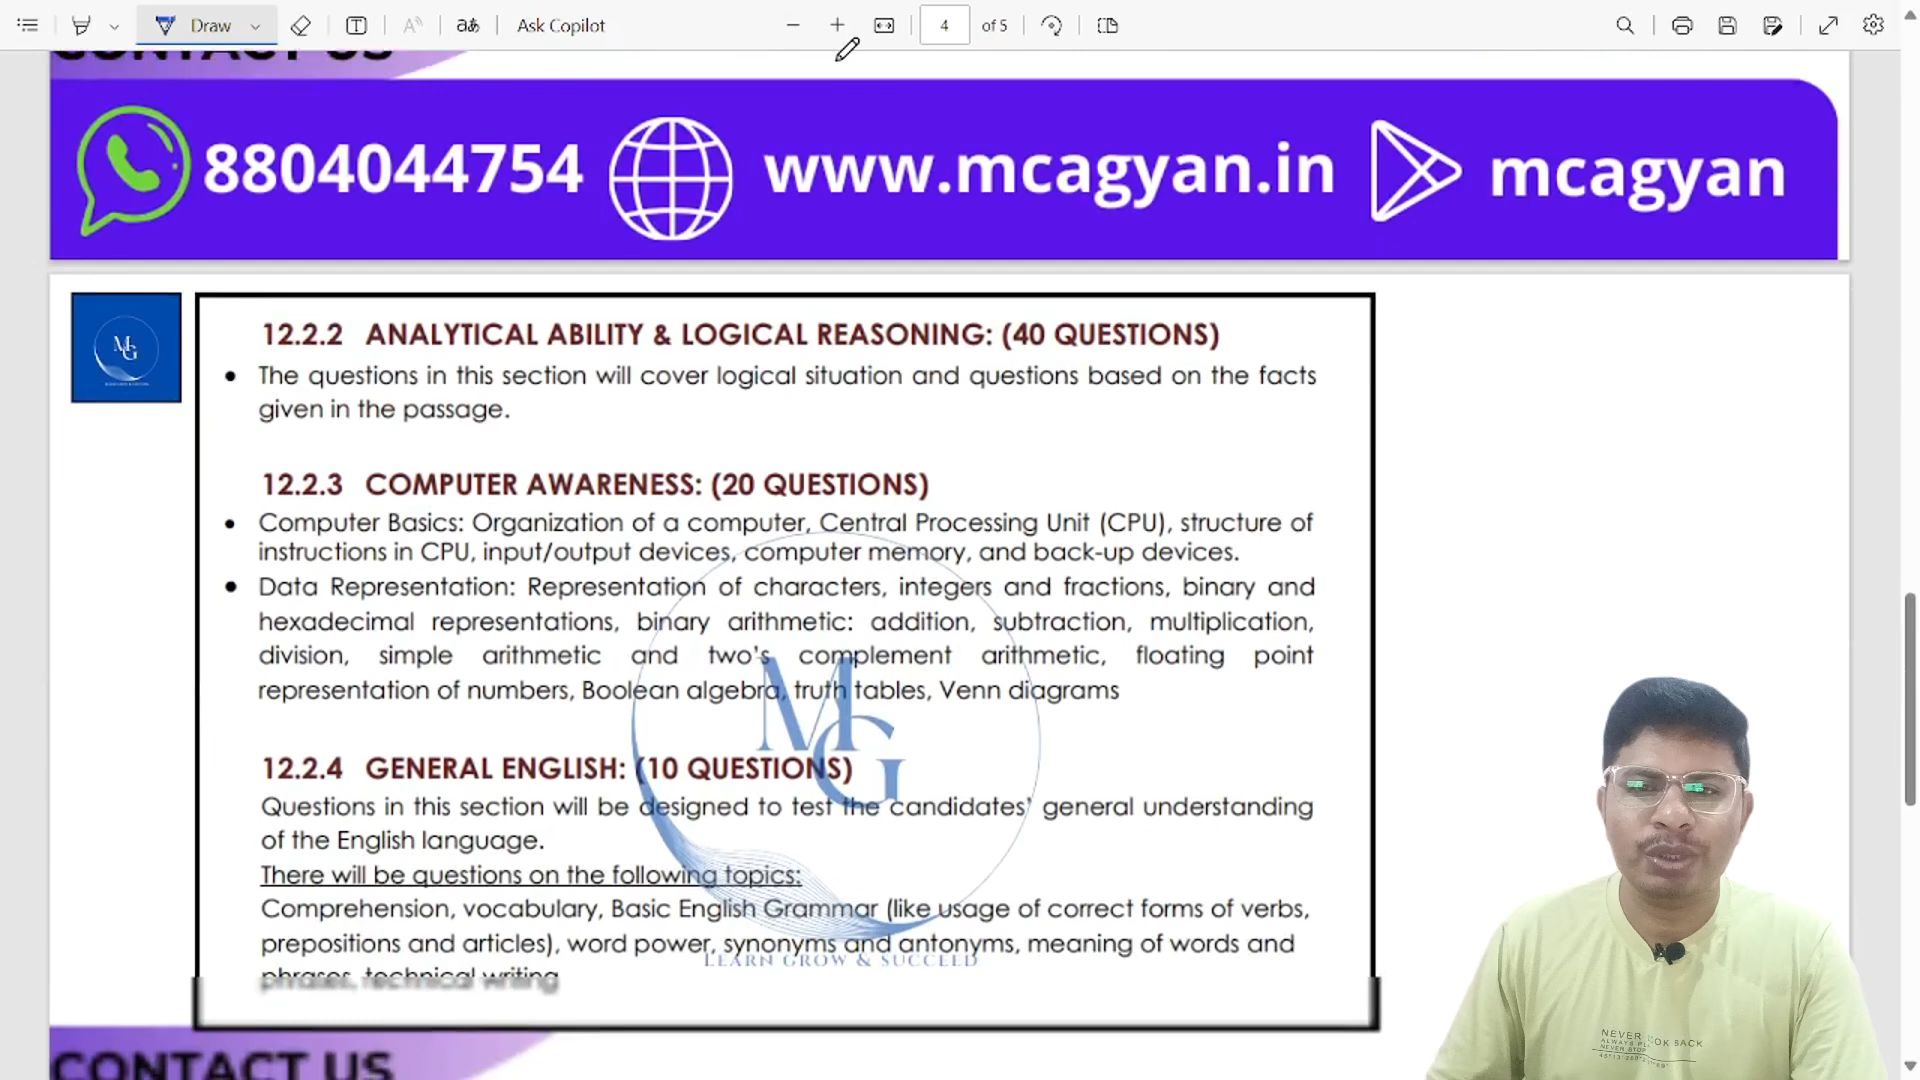 Draw
Ask Copilot
4 of 5
CONTACT US
8804044754 www.mcagyan.in mcagyan
MG
12.2.2 ANALYTICAL ABILITY & LOGICAL REASONING: (40 QUESTIONS)
• The questions in this section will cover logical situation and questions based on the facts
given in the passage.
12.2.3 COMPUTER AWARENESS: (20 QUESTIONS)
• Computer Basics: Organization of a computer, Central Processing Unit (CPU), structure of
instructions in CPU, input/output devices, computer memory, and back-up devices.
• Data Representation: Representation of characters, integers and fractions, binary and
hexadecimal representations, binary arithmetic: addition, subtraction, multiplication,
division, simple arithmetic and two's complement arithmetic, floating point
representation of numbers, Boolean algebra, truth tables, Venn diagrams
MG
12.2.4 GENERAL ENGLISH: (10 QUESTIONS)
Questions in this section will be designed to test the candidates' general understanding
of the English language.
There will be questions on the following topics:
Comprehension, vocabulary, Basic English Grammar (like usage of correct forms of verbs,
prepositions and articles), word power, synonyms and antonyms, meaning of words and
LEARN GROW & SUCCEED
phrases, technical writing
CONTACT US
NEVER LOOK BACK